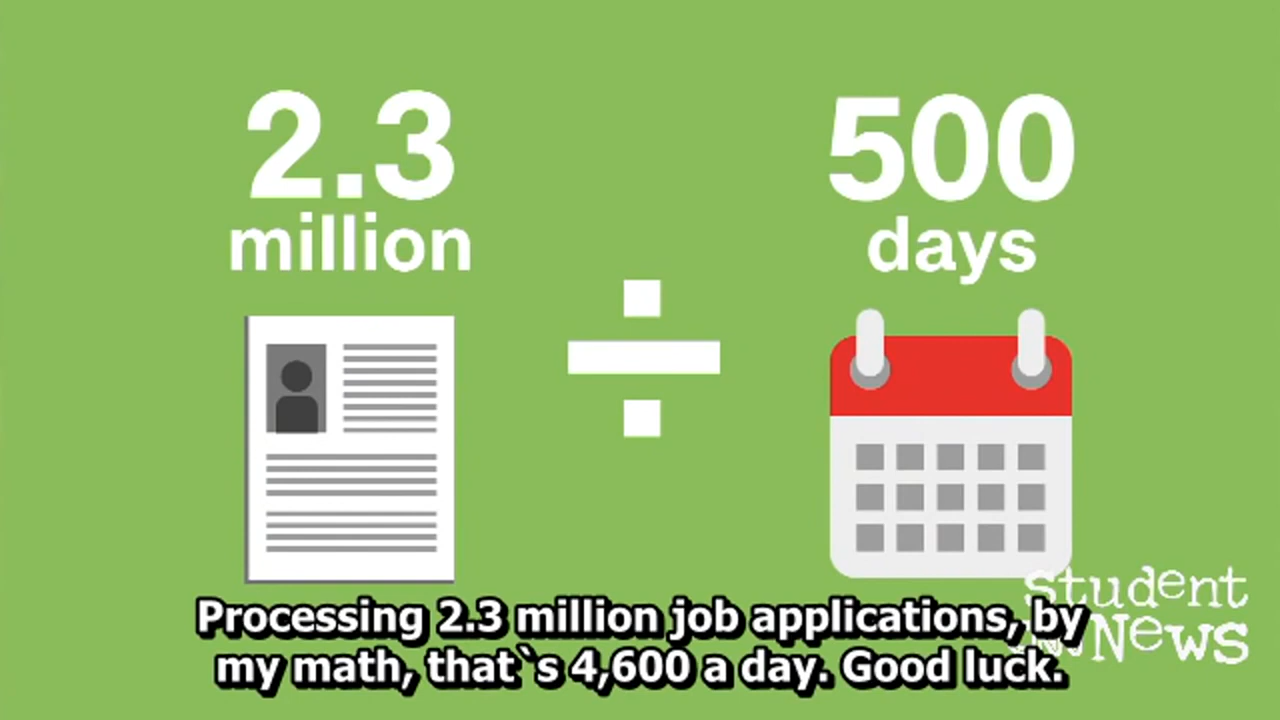 2.3
million
500
days
÷
Processing 2.3 million job applications, by
my math, that`s 4,600 a day. Good luck.
student
News